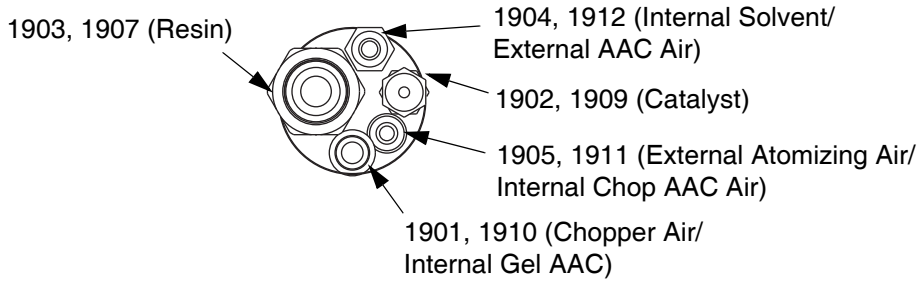 1903, 1907 (Resin)
1904, 1912 (Internal Solvent/
External AAC Air)
1902, 1909 (Catalyst)
1905, 1911 (External Atomizing Air/
Internal Chop AAC Air)
1901, 1910 (Chopper Air/
Internal Gel AAC)